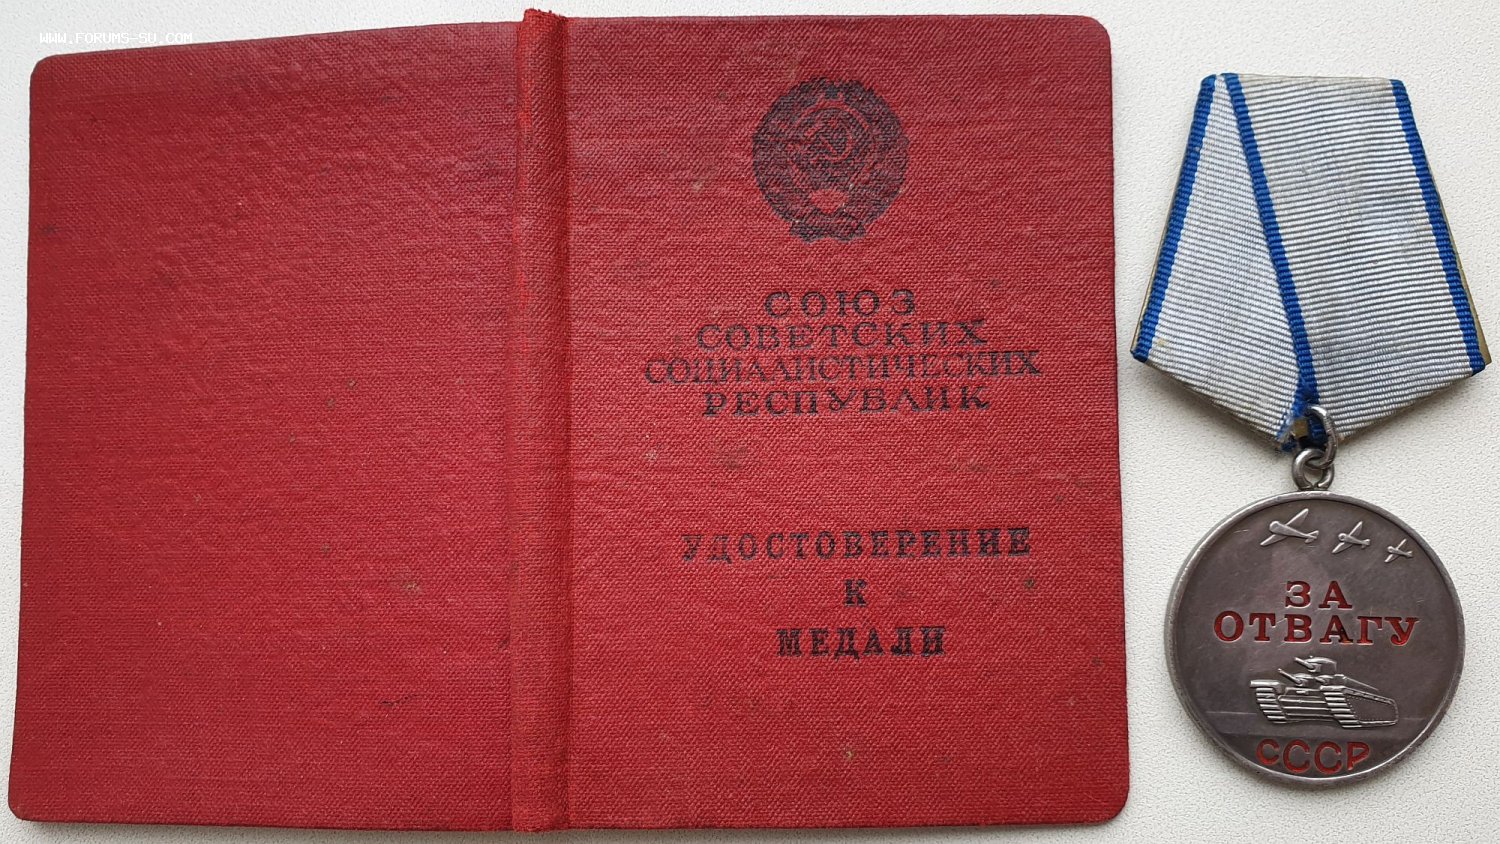 WWW.FORUMS-SU.COM
СОЮЗ
СОВЕТСКИХ
СОЦИАЛИСТИЧЕСКИХ
РЕСПУБЛИК
УДОСТОВЕРЕНИЕ
К
МЕДАЛИ
ЗА
ОТВАГУ
СССР